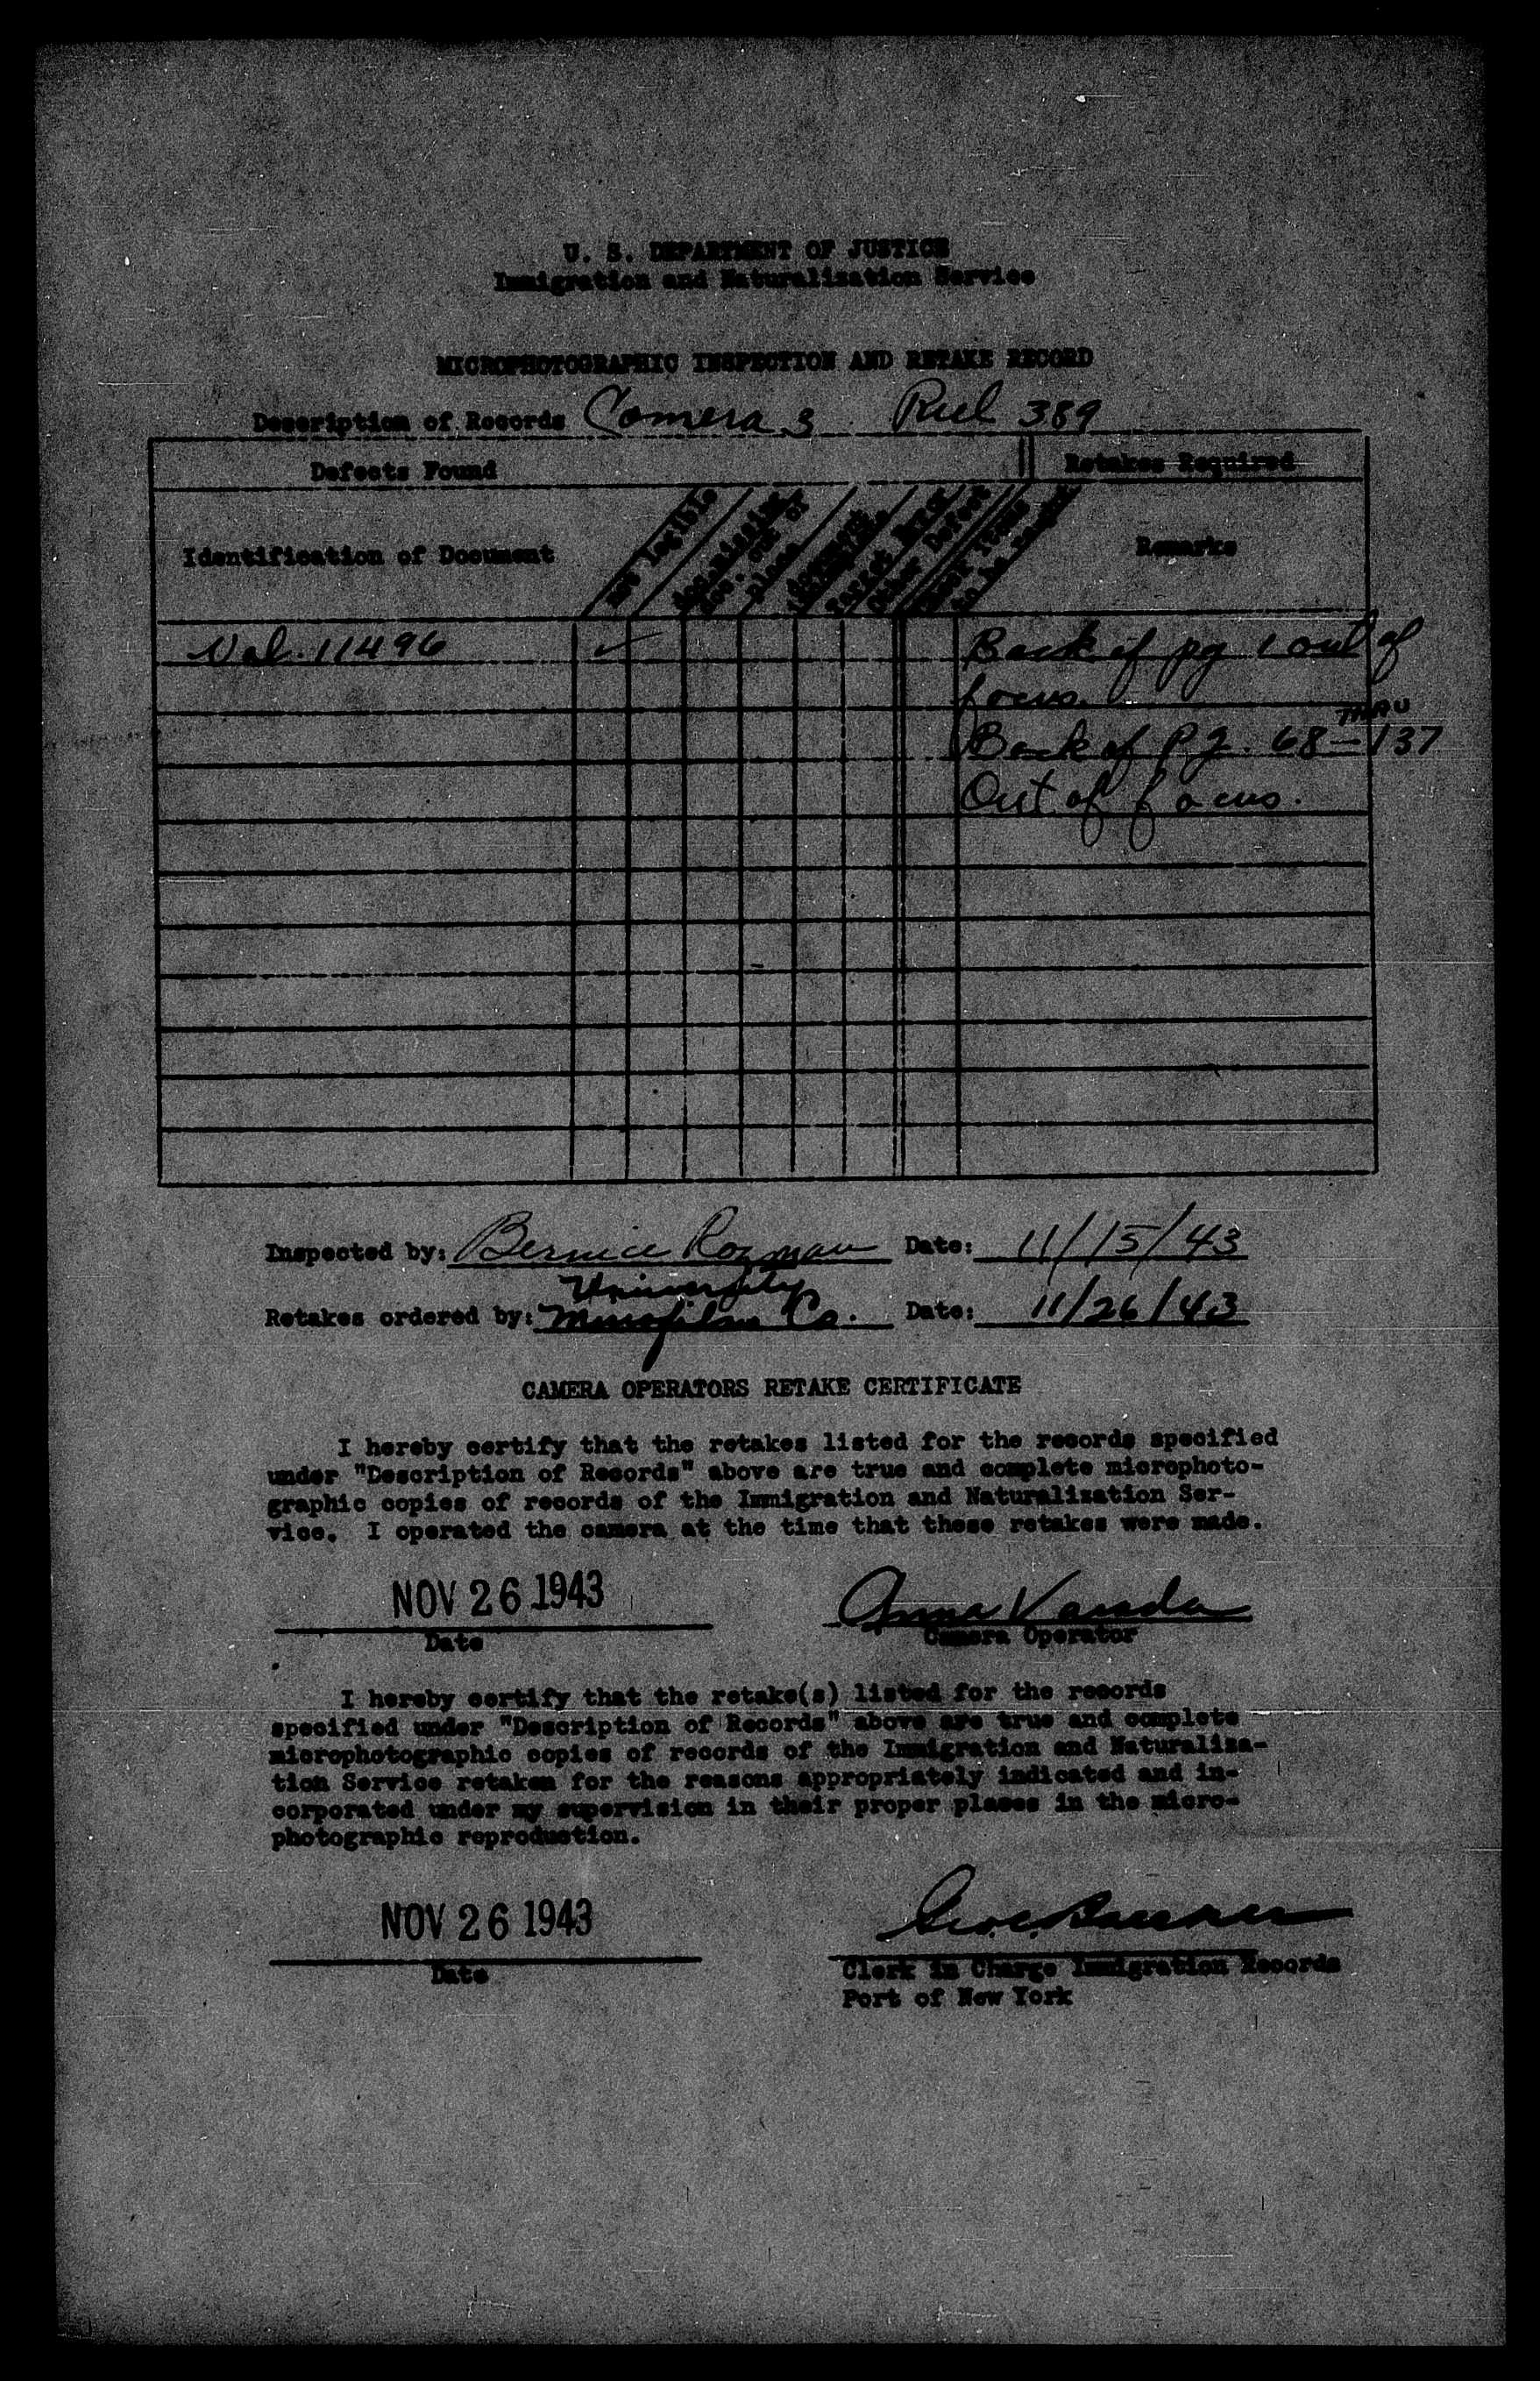 U. S. DEPARTMENT OF JUSTICE
Immigration and Naturalization Service
MICROPHOTOGRAPHIC INSPECTION AND RETAKE RECORD
Description of Records Camera 3 Reel 389
Defects Found
Retakes Required
Identification of Document
Not Legible
Remarks
Vol. 11496 ✓ Back of pg 1 out of
focus.
THRU
Back of Pg. 68-137
Out of focus.
Inspected by: Bernice Rozman Date: 11/15/43
University
Retakes ordered by: Microfilm Co. Date: 11/26/43
CAMERA OPERATORS RETAKE CERTIFICATE
I hereby certify that the retakes listed for the records specified
under "Description of Records" above are true and complete microphoto-
graphic copies of records of the Immigration and Naturalization Ser-
vice. I operated the camera at the time that these retakes were made.
NOV 26 1943 Anna
Date Camera Operator
I hereby certify that the retake(s) listed for the records
specified under "Description of Records" above are true and complete
microphotographic copies of records of the Immigration and Naturaliza-
tion Service retaken for the reasons appropriately indicated and in-
corporated under my supervision in their proper places in the micro-
photographic reproduction.
NOV 26 1943
Date Clerk in Charge Immigration Records
Port of New York